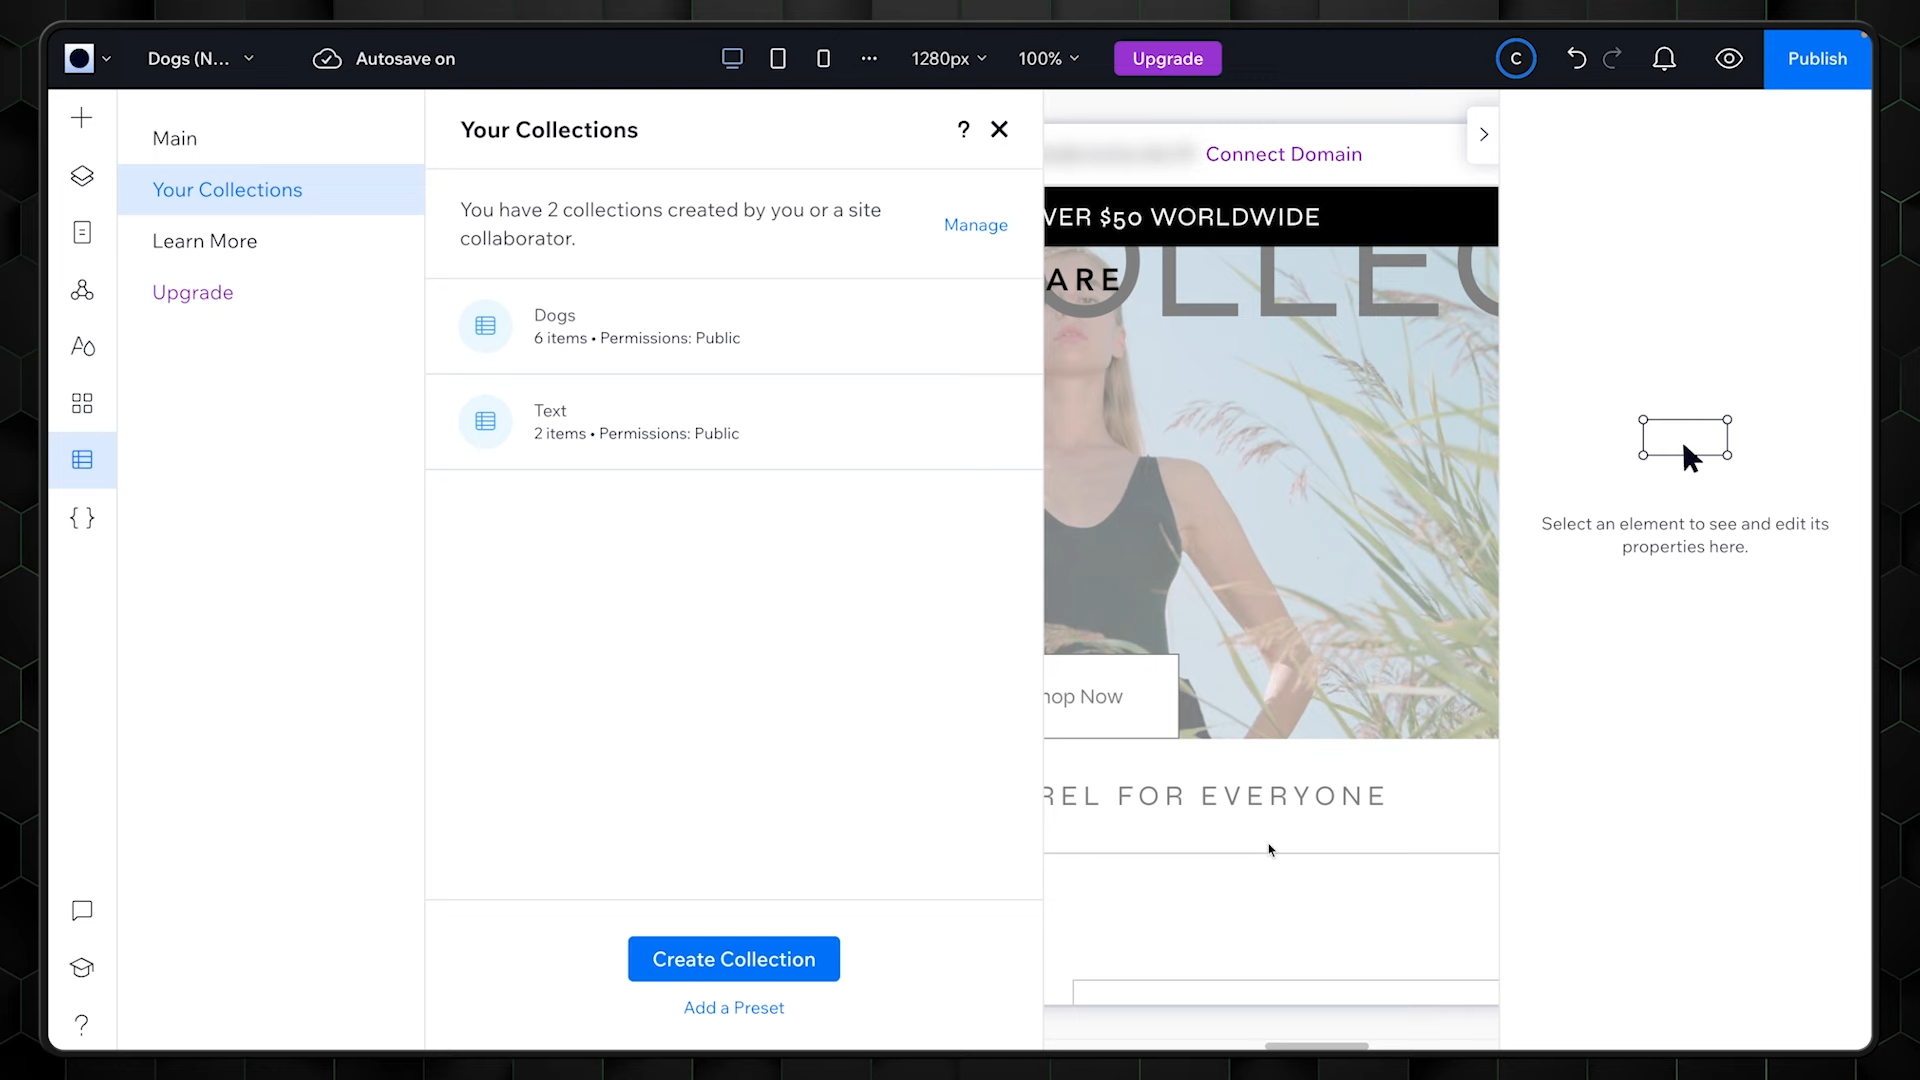 Dogs (N...
Autosave on
1280px
100%
Upgrade
C
Publish
Main
Your Collections
Learn More
Upgrade
Your Collections
?
You have 2 collections created by you or a site
collaborator.
Manage
Dogs
6 items • Permissions: Public
Text
2 items • Permissions: Public
Create Collection
Add a Preset
Connect Domain
VER $50 WORLDWIDE
OLLEC
ARE
hop Now
REL FOR EVERYONE
Select an element to see and edit its
properties here.
?